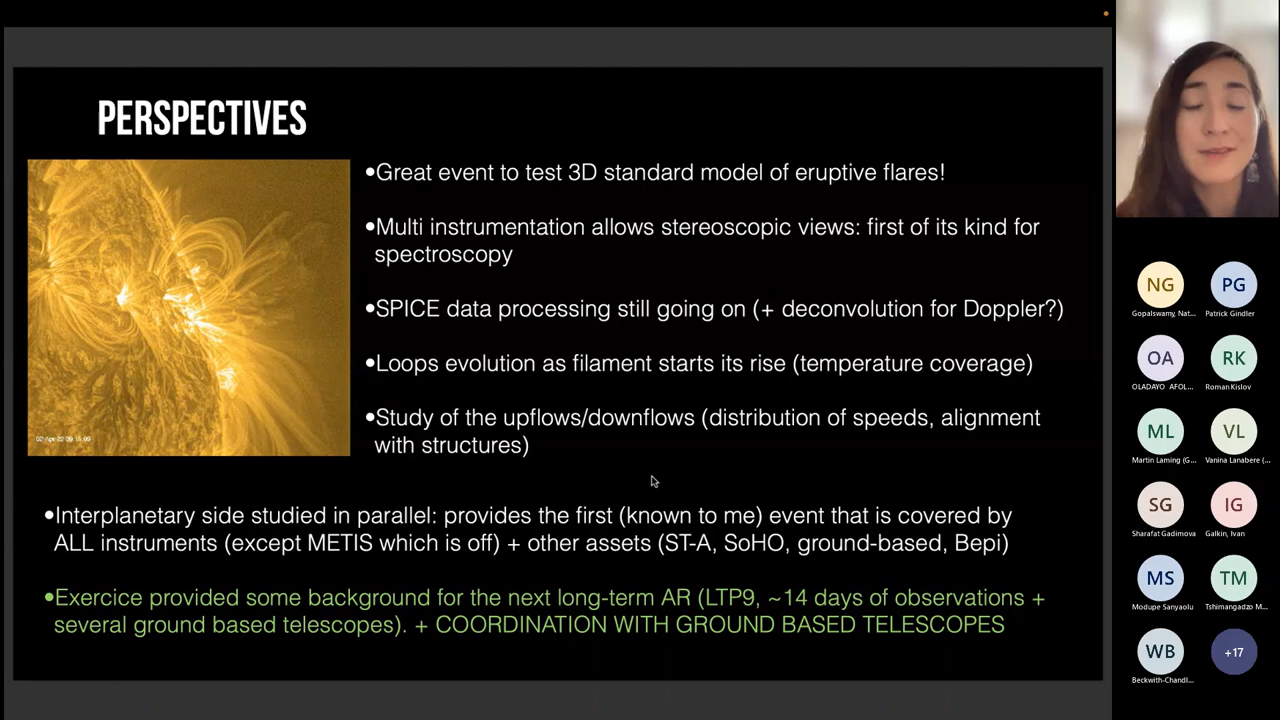 PERSPECTIVES
•Great event to test 3D standard model of eruptive flares!
•Multi instrumentation allows stereoscopic views: first of its kind for
spectroscopy
•SPICE data processing still going on (+ deconvolution for Doppler?)
•Loops evolution as filament starts its rise (temperature coverage)
•Study of the upflows/downflows (distribution of speeds, alignment
with structures)
•Interplanetary side studied in parallel: provides the first (known to me) event that is covered by
ALL instruments (except METIS which is off) + other assets (ST-A, SoHO, ground-based, Bepi)
•Exercice provided some background for the next long-term AR (LTP9, ~14 days of observations +
several ground based telescopes). + COORDINATION WITH GROUND BASED TELESCOPES
NG
PG
Gopalswamy, Nat...
Patrick Gindler
OA
RK
OLADAYO AFOL...
Roman Kislov
ML
VL
Martin Laming (G...
Vanina Lanabere (...
SG
IG
Sharafat Gadimova
Galkin, Ivan
MS
TM
Modupe Sanyaolu
Tshimangadzo M...
WB
+17
Beckwith-Chandl...